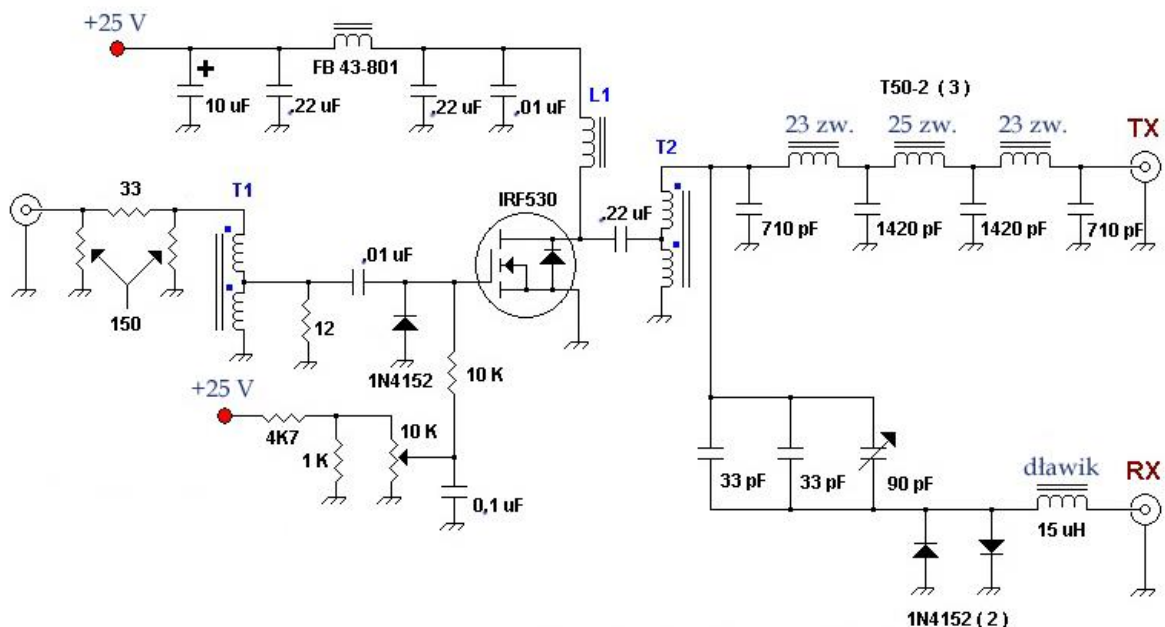 +25 V
FB 43-801
10 uF
,22 uF
,22 uF
,01 uF
L1
T50-2 ( 3 )
23 zw.
25 zw.
23 zw.
TX
T2
IRF530
33
T1
,22 uF
710 pF
1420 pF
1420 pF
710 pF
,01 uF
150
12
1N4152
10 K
+25 V
4K7
1 K
10 K
0,1 uF
33 pF
33 pF
90 pF
dławik
RX
15 uH
1N4152 ( 2 )
+